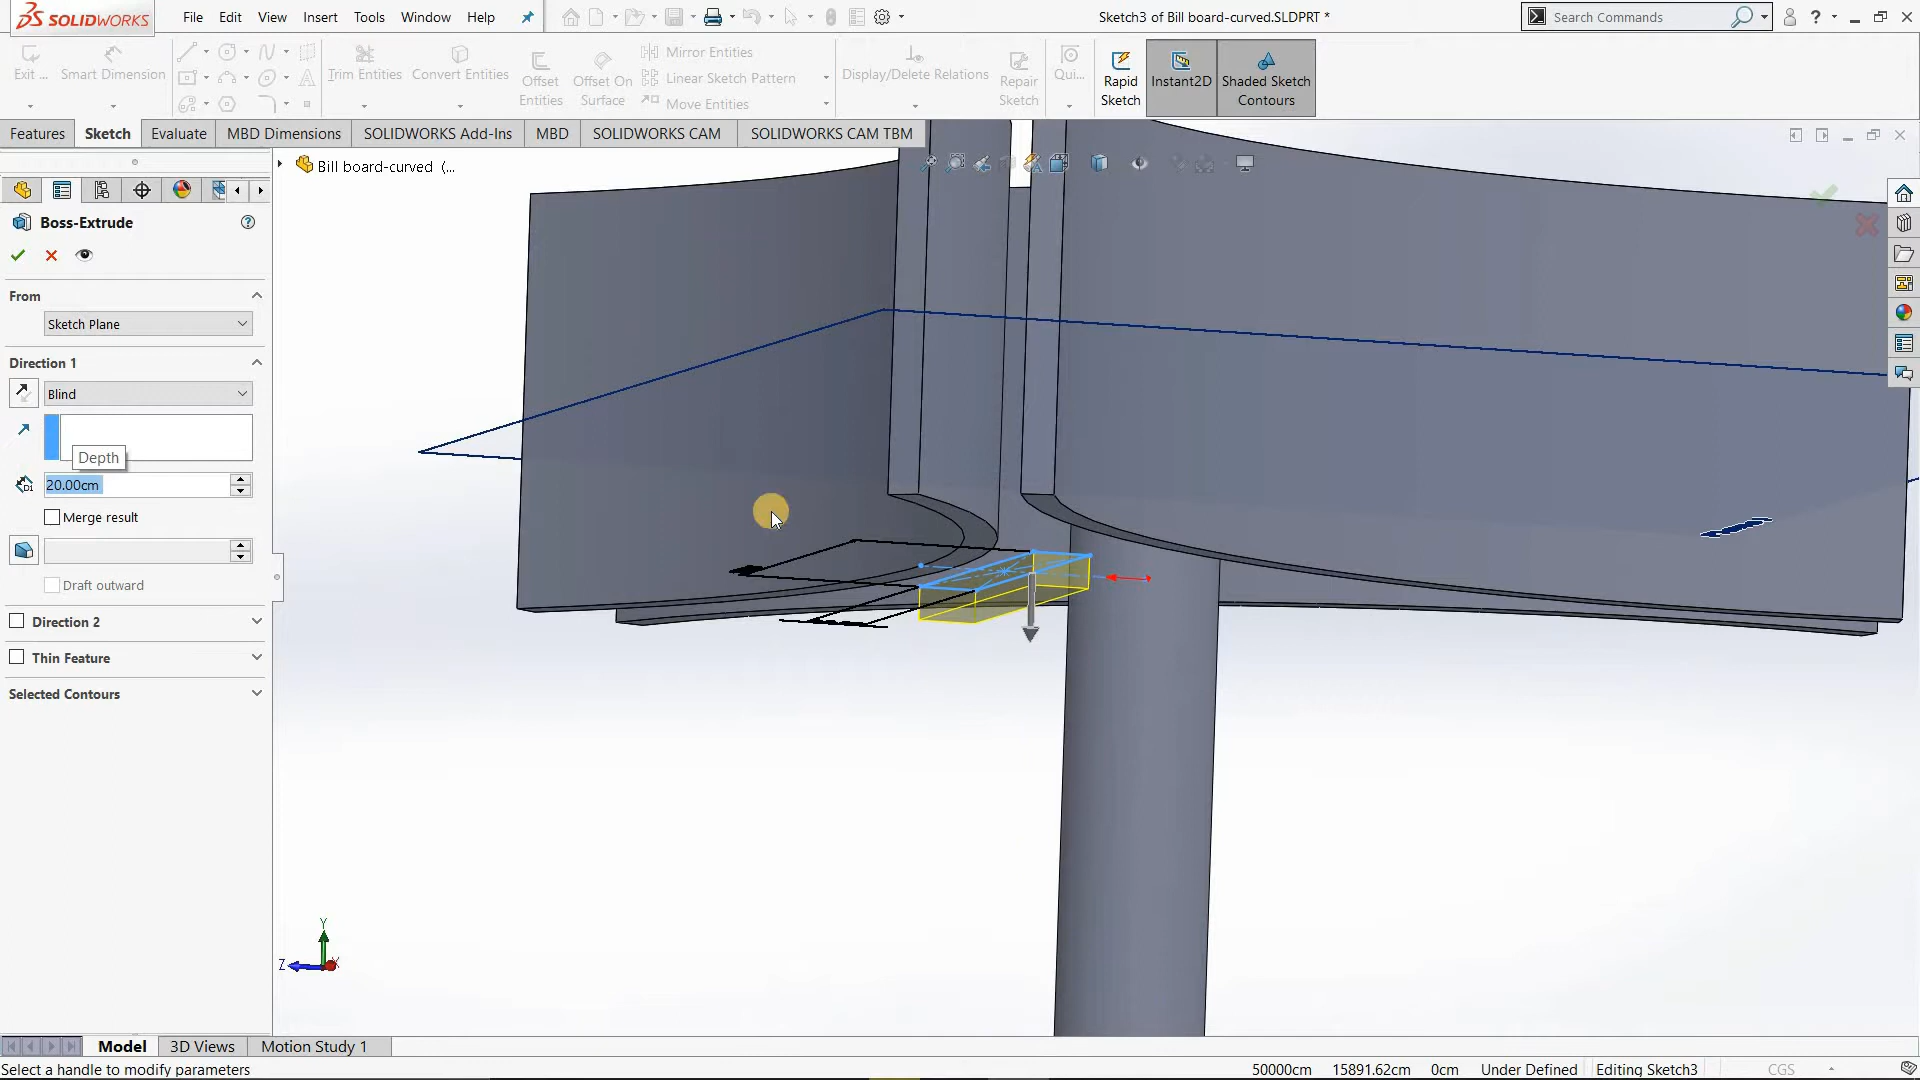 SOLIDWORKS File Edit View Insert Tools Window Help Sketch3 of Bill board-curved.SLDPRT * Search Commands ?
Exit ... Smart Dimension Trim Entities Convert Entities Offset Entities Offset On Surface Mirror Entities Linear Sketch Pattern Move Entities Display/Delete Relations Repair Sketch Qui... Rapid Sketch Instant2D Shaded Sketch Contours
Features Sketch Evaluate MBD Dimensions SOLIDWORKS Add-Ins MBD SOLIDWORKS CAM SOLIDWORKS CAM TBM
Bill board-curved (...
Boss-Extrude ?
From
Sketch Plane
Direction 1
Blind
Depth
D1 20.00cm
Merge result
Draft outward
Direction 2
Thin Feature
Selected Contours
Y
Z X
Model 3D Views Motion Study 1
Select a handle to modify parameters 50000cm 15891.62cm 0cm Under Defined Editing Sketch3 CGS